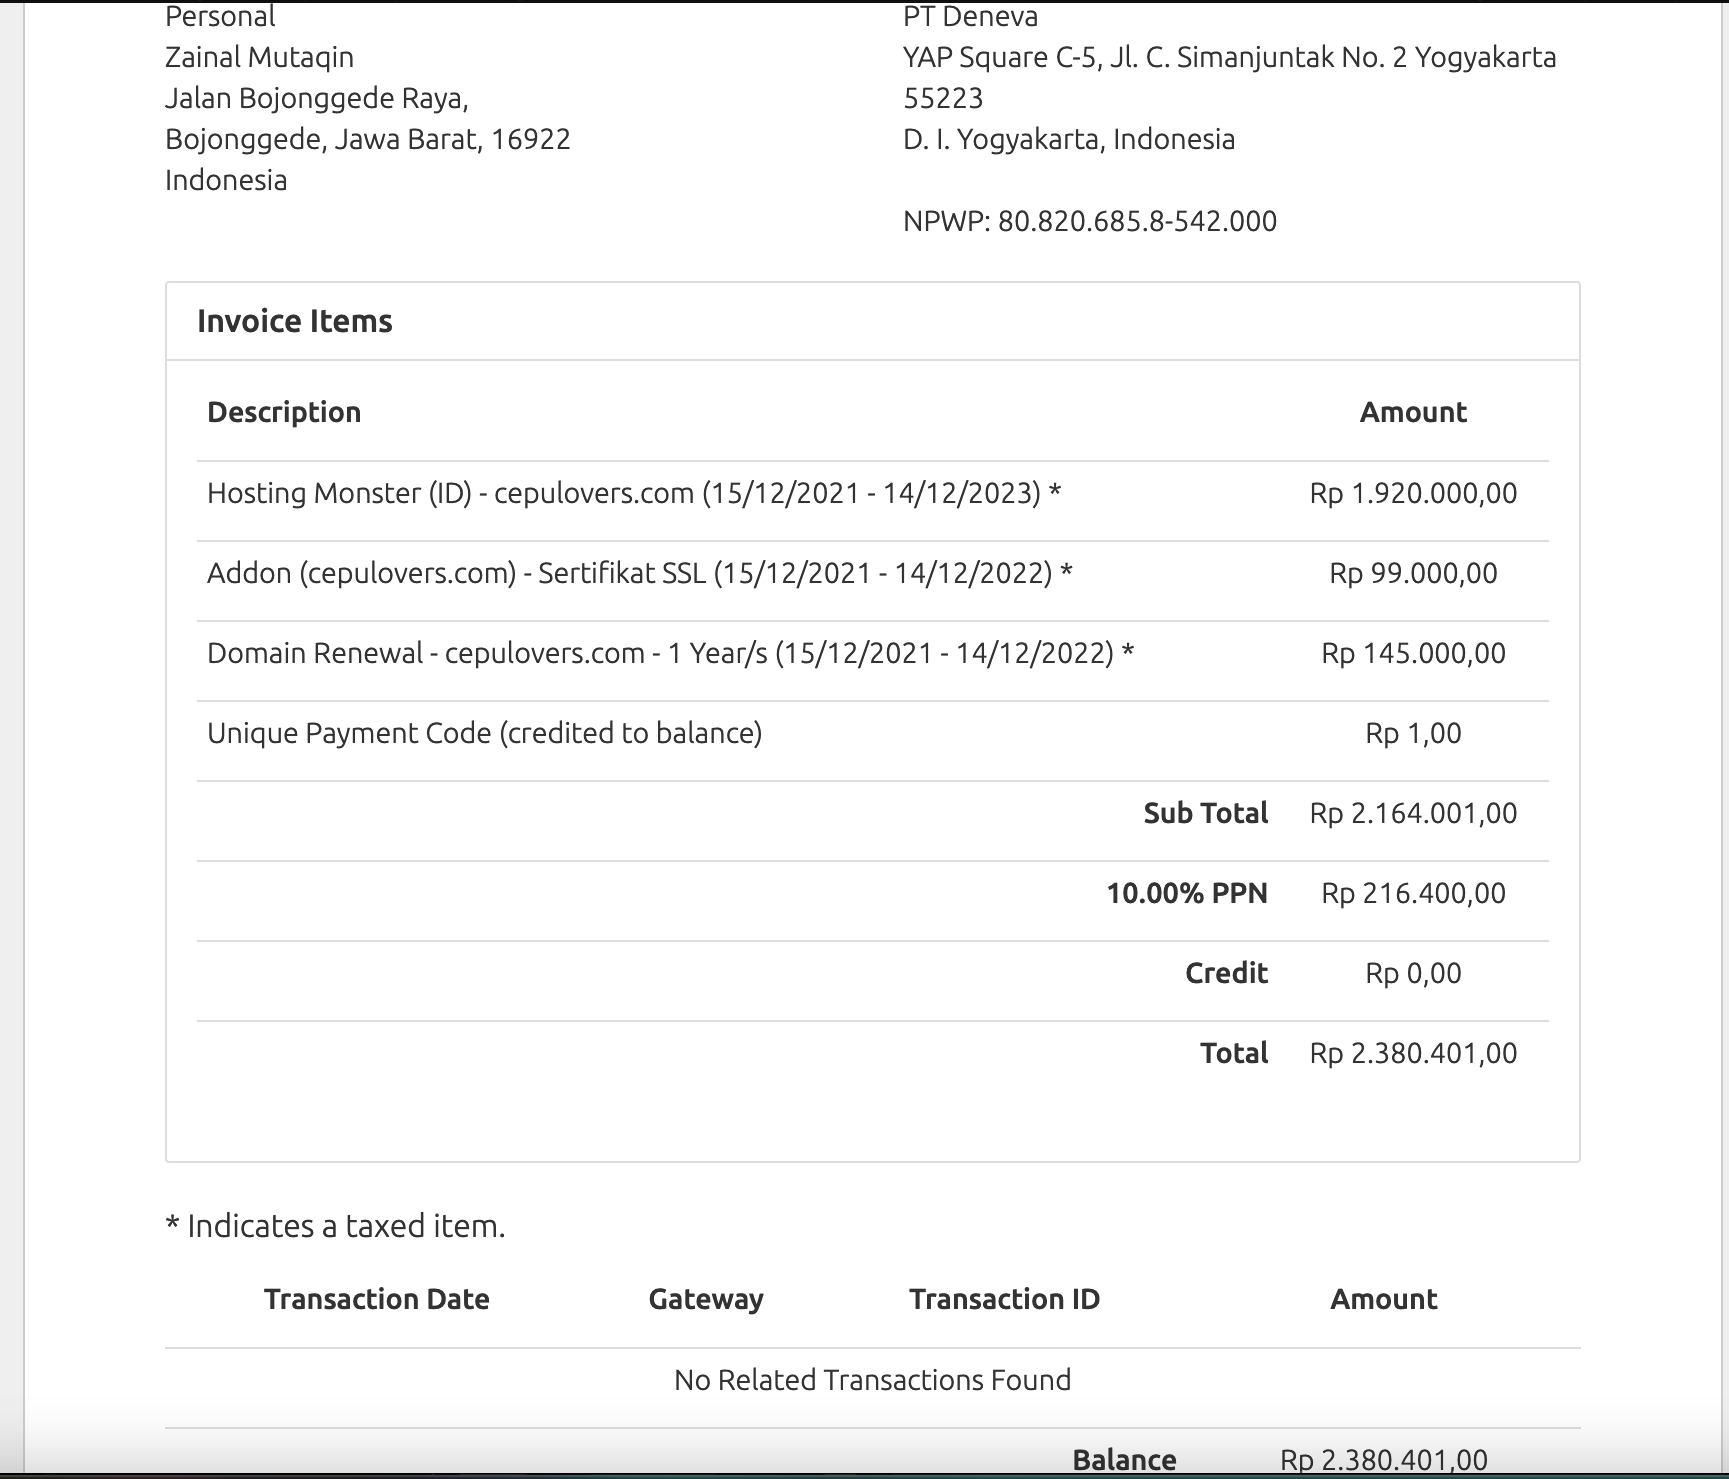 Personal
Zainal Mutaqin
Jalan Bojonggede Raya,
Bojonggede, Jawa Barat, 16922
Indonesia
PT Deneva
YAP Square C-5, Jl. C. Simanjuntak No. 2 Yogyakarta
55223
D. I. Yogyakarta, Indonesia
NPWP: 80.820.685.8-542.000
Invoice Items
Description Amount
Hosting Monster (ID) - cepulovers.com (15/12/2021 - 14/12/2023) * Rp 1.920.000,00
Addon (cepulovers.com) - Sertifikat SSL (15/12/2021 - 14/12/2022) * Rp 99.000,00
Domain Renewal - cepulovers.com - 1 Year/s (15/12/2021 - 14/12/2022) * Rp 145.000,00
Unique Payment Code (credited to balance) Rp 1,00
Sub Total Rp 2.164.001,00
10.00% PPN Rp 216.400,00
Credit Rp 0,00
Total Rp 2.380.401,00
* Indicates a taxed item.
Transaction Date Gateway Transaction ID Amount
No Related Transactions Found
Balance Rp 2.380.401,00